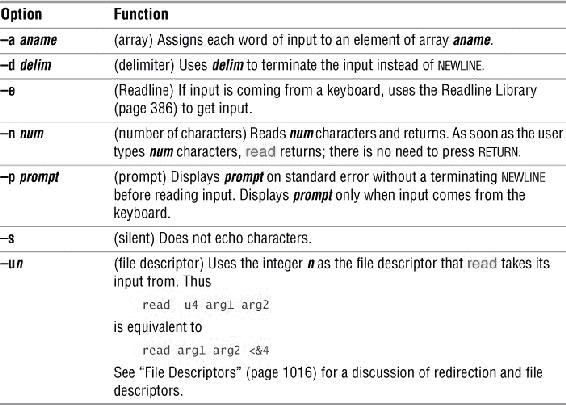 Option Function
–a aname (array) Assigns each word of input to an element of array aname.
–d delim (delimiter) Uses delim to terminate the input instead of NEWLINE.
–e (Readline) If input is coming from a keyboard, uses the Readline Library
(page 386) to get input.
–n num (number of characters) Reads num characters and returns. As soon as the user
types num characters, read returns; there is no need to press RETURN.
–p prompt (prompt) Displays prompt on standard error without a terminating NEWLINE
before reading input. Displays prompt only when input comes from the
keyboard.
–s (silent) Does not echo characters.
–un (file descriptor) Uses the integer n as the file descriptor that read takes its
input from. Thus
read u4 arg1 arg2
is equivalent to
read arg1 arg2 <&4
See “File Descriptors” (page 1016) for a discussion of redirection and file
descriptors.